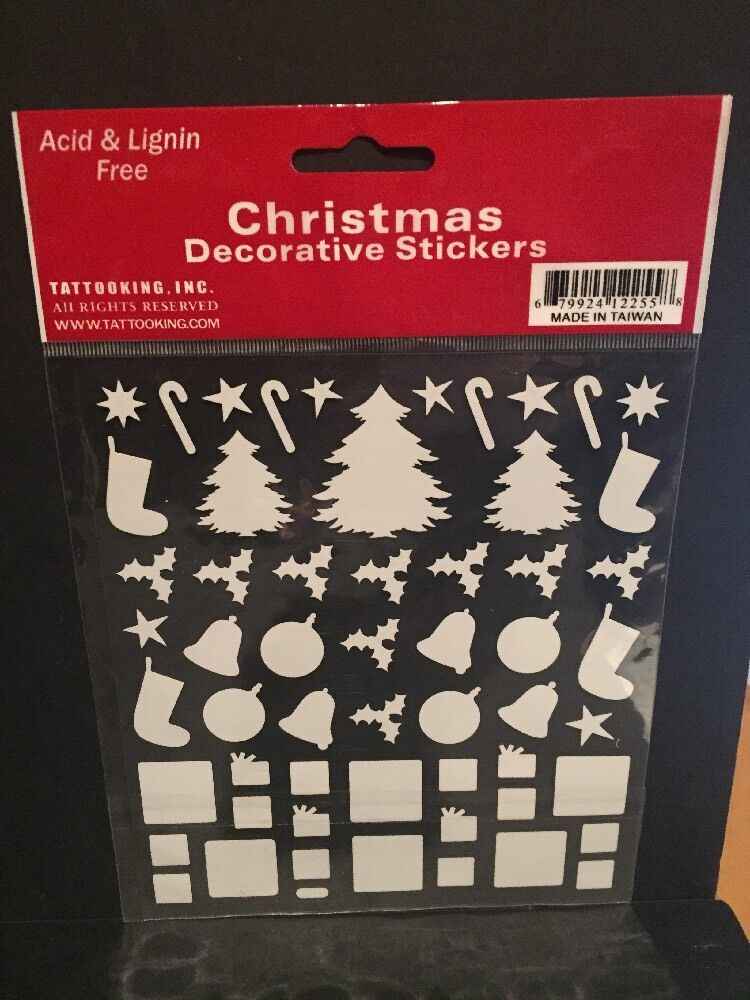 Acid & Lignin
Free
Christmas
Decorative Stickers
TATTOOKING, INC.
All RIGHTS RESERVED
WWW.TATTOOKING.COM
6 79924 12255 8
MADE IN TAIWAN